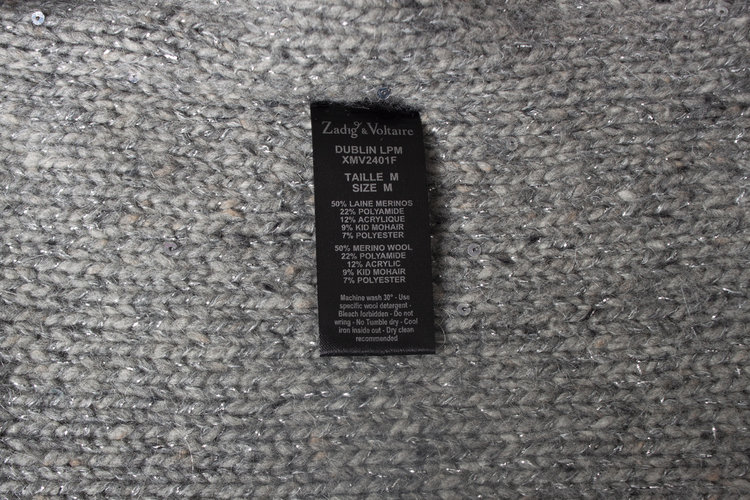 Zadig & Voltaire
DUBLIN LPM
XMV2401F
TAILLE M
SIZE M
50% LAINE MERINOS
22% POLYAMIDE
12% ACRYLIQUE
9% KID MOHAIR
7% POLYESTER
50% MERINO WOOL
22% POLYAMIDE
12% ACRYLIC
9% KID MOHAIR
7% POLYESTER
Machine wash 30° - Use
specific wool detargent -
Bleach forbidden - Do not
wring - No Tumble dry - Cool
iron inside out - Dry clean
recommended